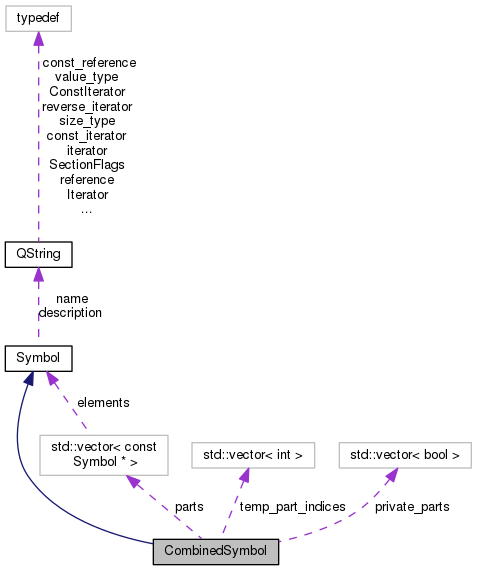 typedef
const_reference
value_type
ConstIterator
reverse_iterator
size_type
const_iterator
iterator
SectionFlags
reference
Iterator
...
QString
name
description
Symbol
elements
std::vector< const
Symbol * >
std::vector< int >
std::vector< bool >
parts
temp_part_indices
private_parts
CombinedSymbol